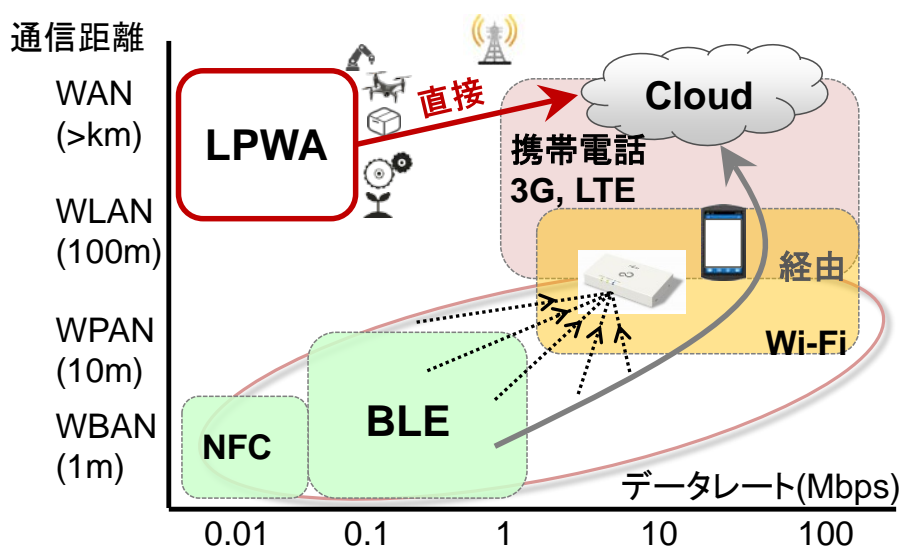 通信距離
WAN
(>km)
WLAN
(100m)
WPAN
(10m)
WBAN
(1m)
LPWA
直接
Cloud
携帯電話
3G, LTE
経由
Wi-Fi
BLE
NFC
データレート(Mbps)
0.01
0.1
1
10
100